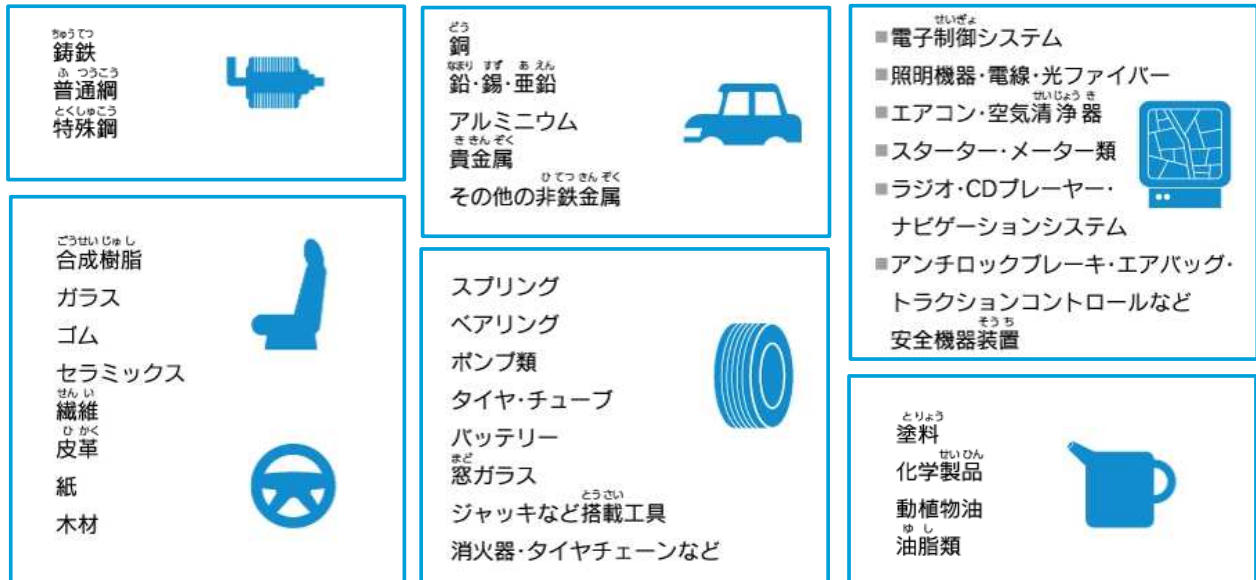 ちゅうてつ
鋳鉄
ふ つうこう
普通綱
とくしゅこう
特殊鋼
どう
銅
なまり すず あ えん
鉛・錫・亜鉛
アルミニウム
き きん ぞく
貴金属
ひ てつ きん ぞく
その他の非鉄金属
せいぎょ
■電子制御システム
■照明機器・電線・光ファイバー
せいじょう き
■エアコン・空気清浄器
■スターター・メーター類
■ラジオ・CDプレーヤー・
ナビゲーションシステム
■アンチロックブレーキ・エアバッグ・
トラクションコントロールなど
そう ち
安全機器装置
ごうせい じゅ し
合成樹脂
ガラス
ゴム
セラミックス
せん い
繊維
ひ かく
皮革
紙
木材
スプリング
ベアリング
ポンプ類
タイヤ・チューブ
バッテリー
まど
窓ガラス
とうさい
ジャッキなど搭載工具
消火器・タイヤチェーンなど
とりょう
塗料
せいひん
化学製品
動植物油
ゆ し
油脂類